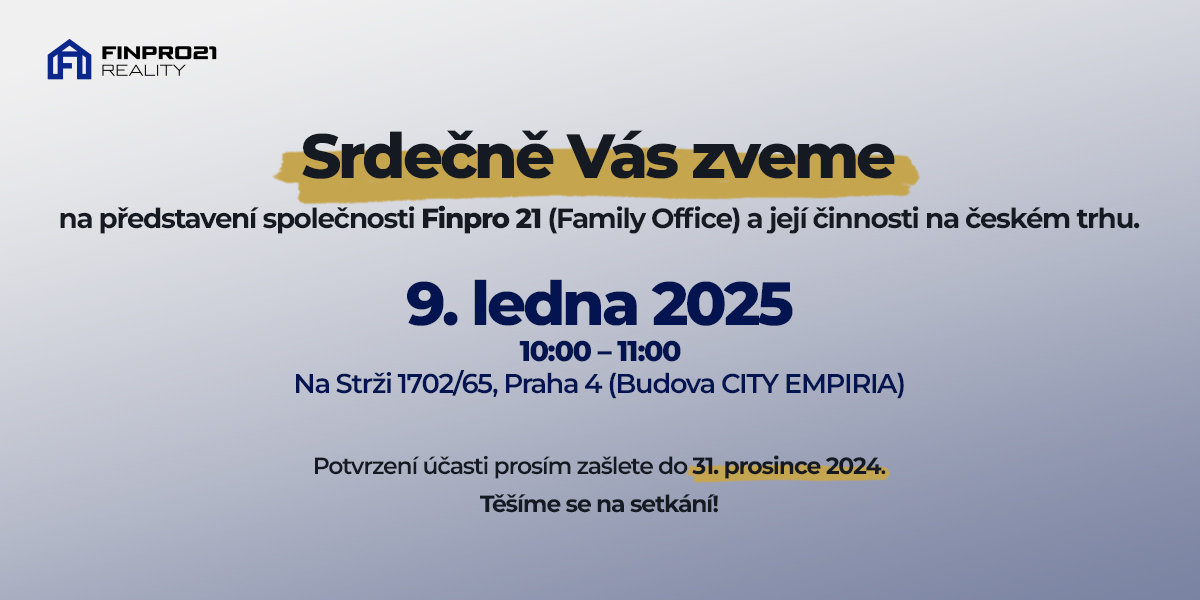 FINPRO21
REALITY
Srdečně Vás zveme
na představení společnosti Finpro 21 (Family Office) a její činnosti na českém trhu.
9. ledna 2025
10:00 – 11:00
Na Strži 1702/65, Praha 4 (Budova CITY EMPIRIA)
Potvrzení účasti prosím zašlete do 31. prosince 2024.
Těšíme se na setkání!